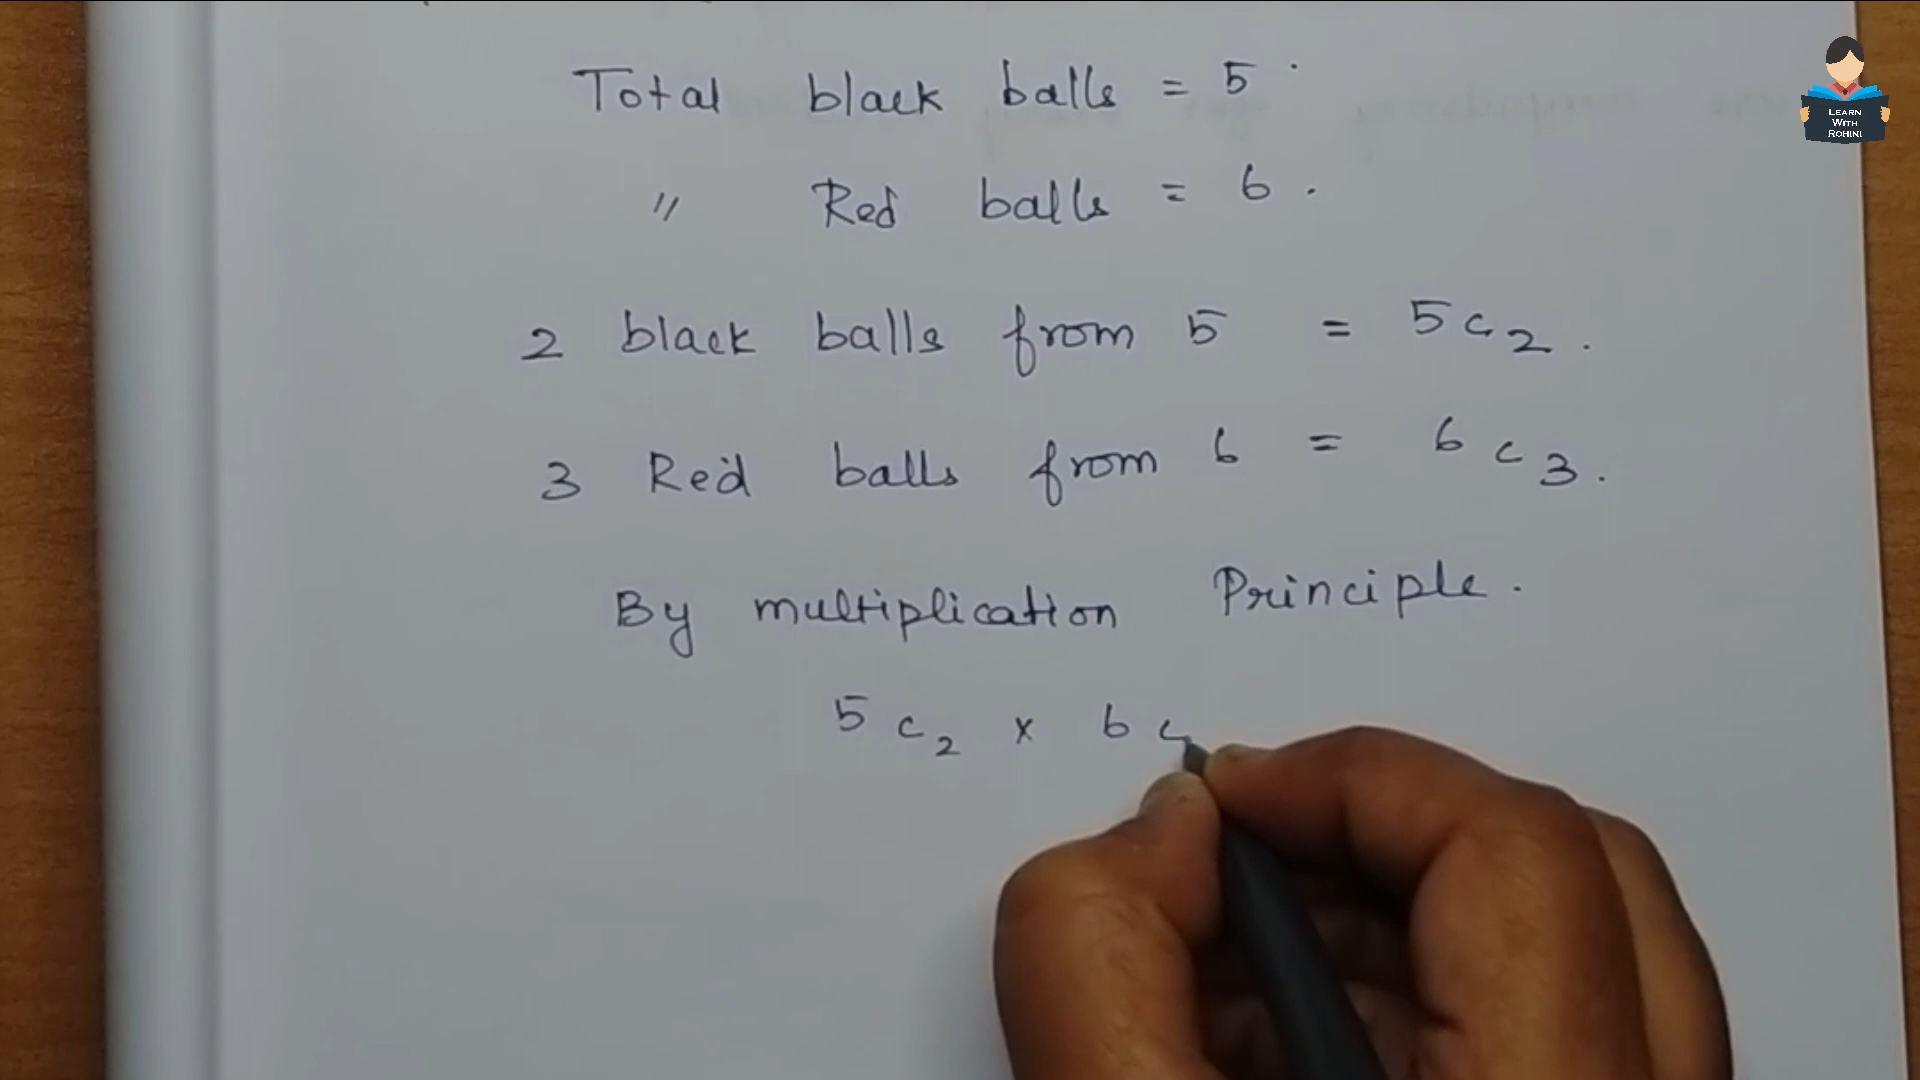 Total black balls = 5 .
" Red balls = 6 .
2 black balls from 5 = 5c2 .
3 Red balls from 6 = 6c3 .
By multiplication Principle .
5c2 x 6c
LEARN
WITH
ROHINI